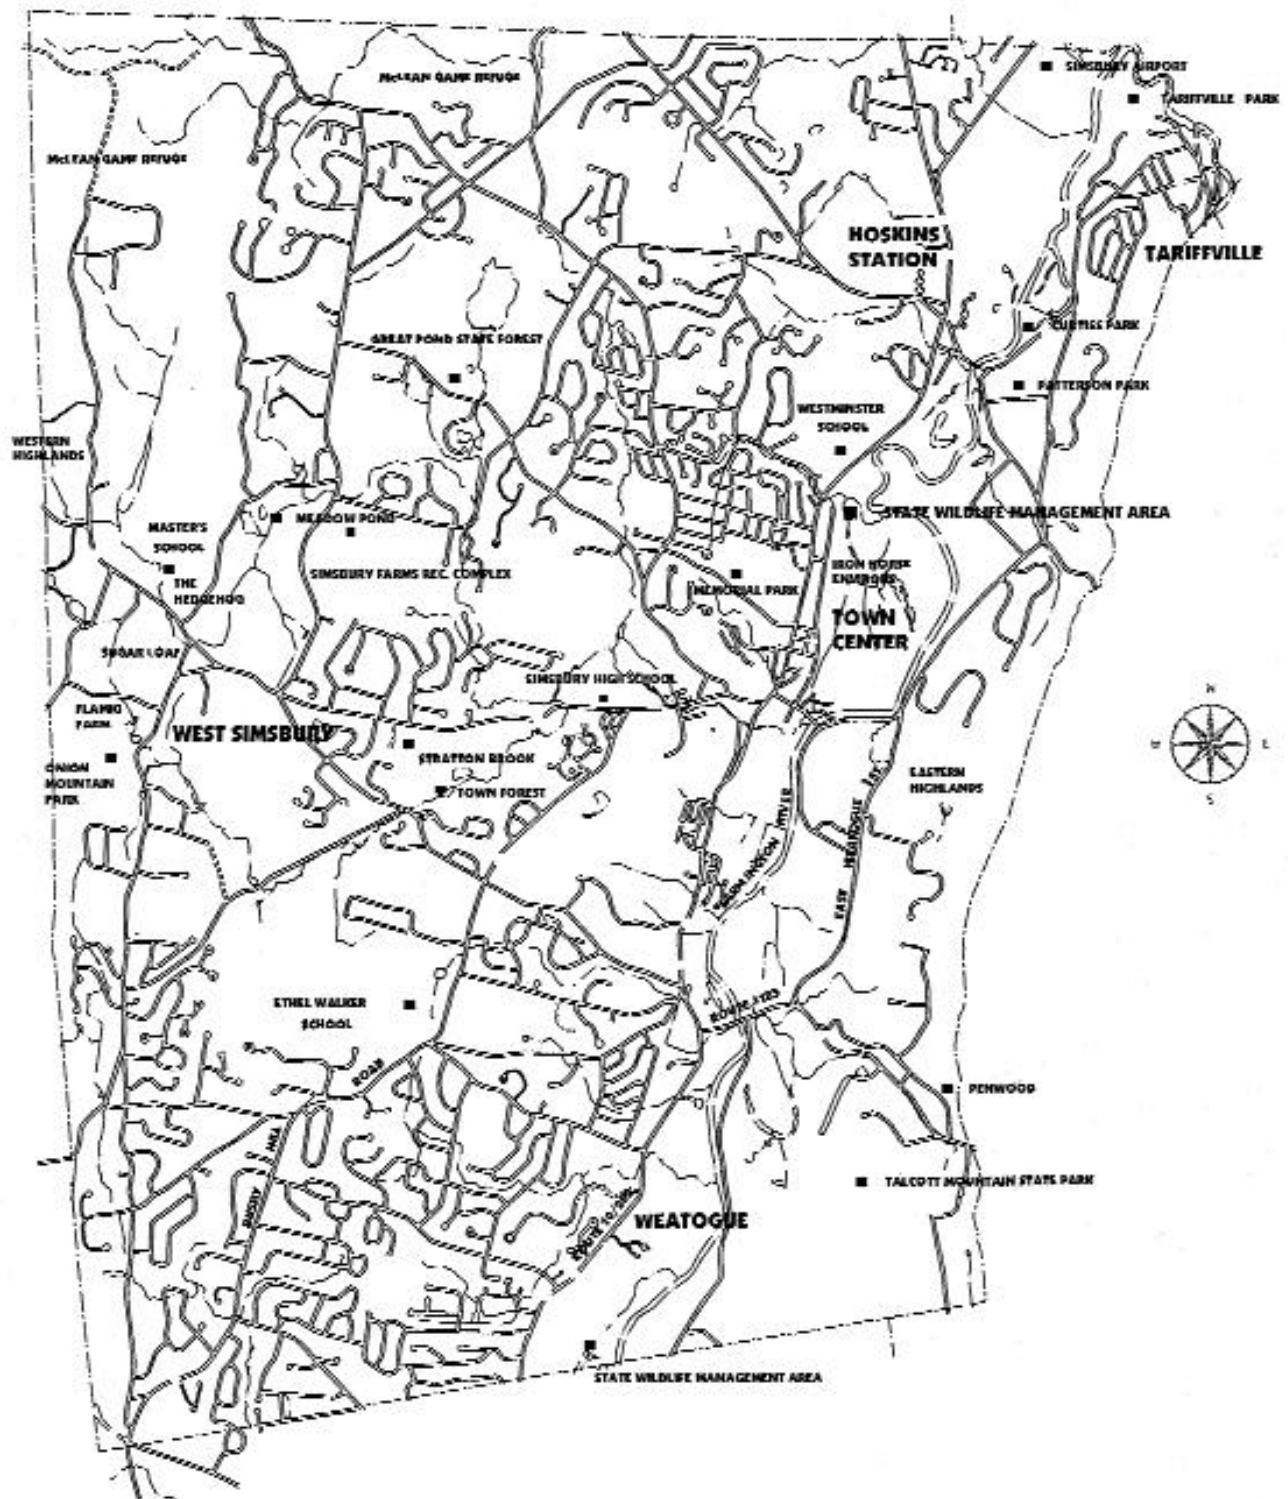 McLEAN GAME REFUGE
SIMSBURY AIRPORT
TARIFFVILLE PARK
McLEAN GAME REFUGE
HOSKINS
STATION
TARIFFVILLE
CURTISS PARK
GREAT POND STATE FOREST
PATTERSON PARK
WESTMINSTER
SCHOOL
WESTERN
HIGHLANDS
MEADOW POND
STATE WILDLIFE MANAGEMENT AREA
MASTER'S
SCHOOL
SIMSBURY FARMS REC. COMPLEX
THE
HEDGEHOG
IRON HORSE
MEMORIAL PARK
TOWN
CENTER
SUGAR LOAF
SIMSBURY HIGH SCHOOL
FLAMIG
FARM
WEST SIMSBURY
N
E
S
STRATTON BROOK
TOWN FOREST
ONION
MOUNTAIN
PARK
EASTERN
HIGHLANDS
FARMINGTON RIVER
EAST WEATOGUE ST.
ETHEL WALKER
SCHOOL
ROUTE #185
ROAD
PENWOOD
BUSHY HILL
TALCOTT MOUNTAIN STATE PARK
WEATOGUE
ROUTE 10/202
STATE WILDLIFE MANAGEMENT AREA